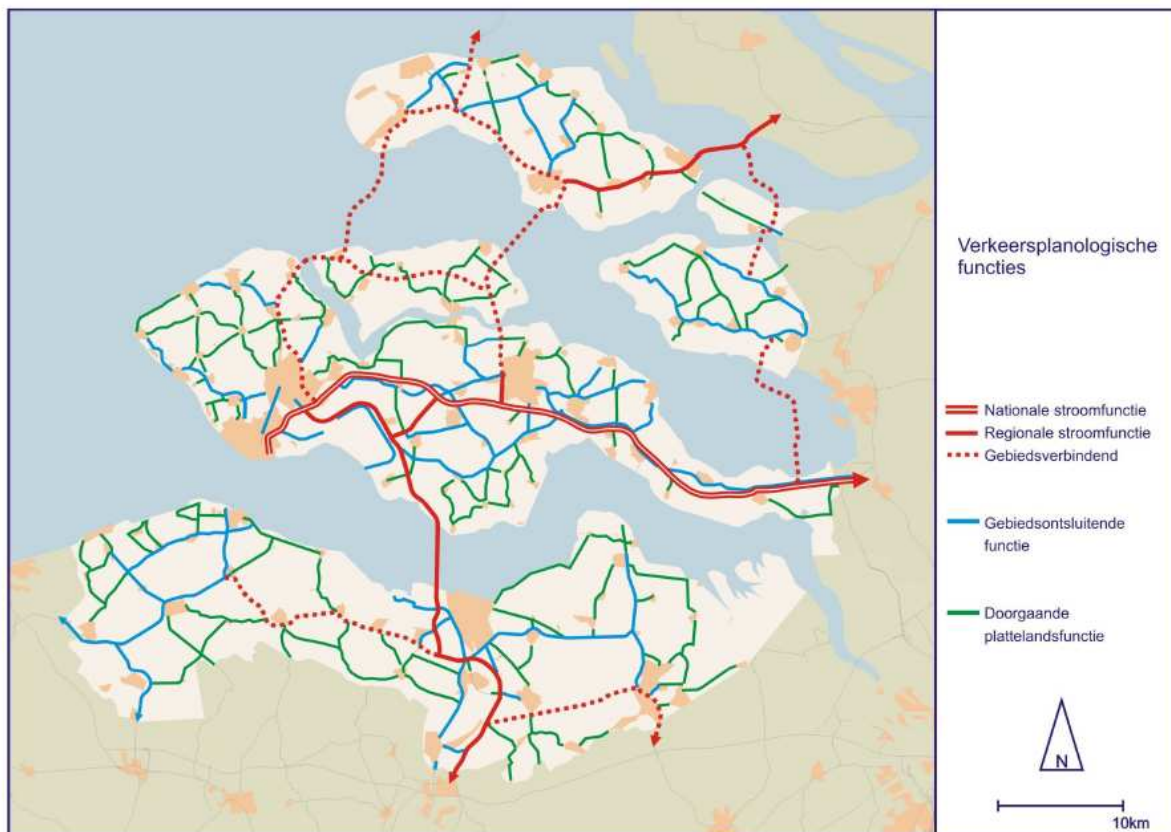 Verkeersplanologische
functies
Nationale stroomfunctie
Regionale stroomfunctie
Gebiedsverbindend
Gebiedsontsluitende
functie
Doorgaande
plattelandsfunctie
N
10km